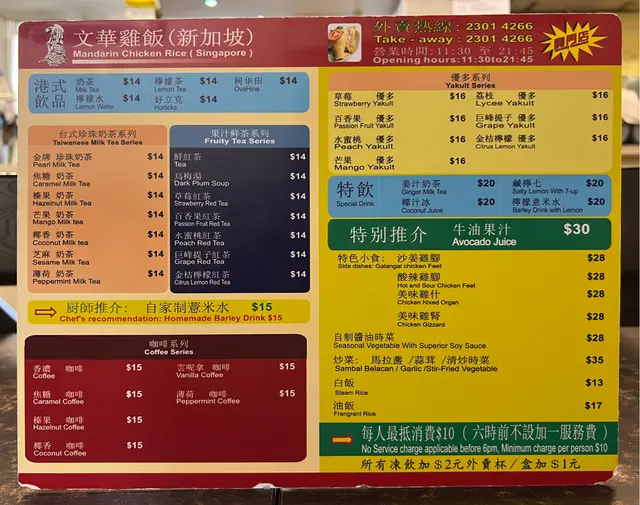 文華雞飯(新加坡)
Mandarin Chicken Rice ( Singapore )
外賣熱線 : 2301 4266
Take - away : 2301 4266
營業時間:11:30 至 21:45
Opening hours:11:30to21:45
港式飲品
奶茶 $14 檸檬茶 $14 柯华田 $14
Milk Tea Lemon Tea Ovaltine
檸檬水 $14 好立克 $14
Lemon Water Horlicks
台式珍珠奶茶系列
Taiwanese Milk Tea Series
金牌 珍珠奶茶 $14
Pearl Milk Tea
焦糖 奶茶 $14
Caramel Milk Tea
榛果 奶茶 $14
Hazelnut Milk Tea
芒果 奶茶 $14
Mango Milk tea
椰香 奶茶 $14
Coconut Milk tea
芝麻 奶茶 $14
Sesame Milk Tea
薄荷 奶茶 $14
Peppermint Milk Tea
果汁鮮茶系列
Fruity Tea Series
鮮紅茶 $14
Tea
烏梅湯 $14
Dark Plum Soup
草莓紅茶 $14
Strawberry Red Tea
百香果紅茶 $14
Passion Fruit Red Tea
水蜜桃紅茶 $14
Peach Red Tea
巨峰提子紅茶 $14
Grape Red Tea
金桔檸檬紅茶 $14
Citrus Lemon Red Tea
厨師推介: 自家制薏米水 $15
Chef's recommendation: Homemade Barley Drink $15
咖啡系列
Coffee Series
香濃 咖啡 $15 雲呢拿 咖啡 $15
Coffee Vanilla Coffee
焦糖 咖啡 $15 薄荷 咖啡 $15
Caramel Coffee Peppermint Coffee
榛果 咖啡 $15
Hazelnut Coffee
椰香 咖啡 $15
Coconut Coffee
優多系列
Yakult Series
草莓 優多 $16 荔枝 優多 $16
Strawberry Yakult Lycee Yakult
百香果 優多 $16 巨峰提子 優多 $16
Passion Fruit Yakult Grape Yakult
水蜜桃 優多 $16 金桔檸檬 優多 $16
Peach Yakult Citrus Lemon Yakult
芒果 優多 $16
Mango Yakult
特飲
Special Drink
姜汁奶茶 $20 鹹檸七 $20
Ginger Milk Tea Salty Lemon With 7-up
椰汁冰 $20 檸檬意米水 $20
Coconut Juice Barley Drink with Lemon
特别推介 牛油果汁 $30
Avocado Juice
特色小食: 沙姜雞腳 $28
Side dishes: Galangal chicken Feet
酸辣雞腳 $28
Hot and Sour Chicken Feet
美味雞什 $28
Chicken Nixed Organ
美味雞腎 $28
Chicken Gizzard
自制醬油時菜 $28
Seasonal Vegetable With Superior Soy Sauce
炒菜: 馬拉盞 /蒜茸 /清炒時菜 $35
Sambal Belacan / Garlic /Stir-Fried Vegetable
白飯 $13
Steam Rice
油飯 $17
Frangrant Rice
每人最抵消費$10 ( 六時前不設加一服務費 )
No Service charge applicable before 6pm, Minimum charge per person $10
所有凍飲加 $2元外賣杯/盒加 $1元